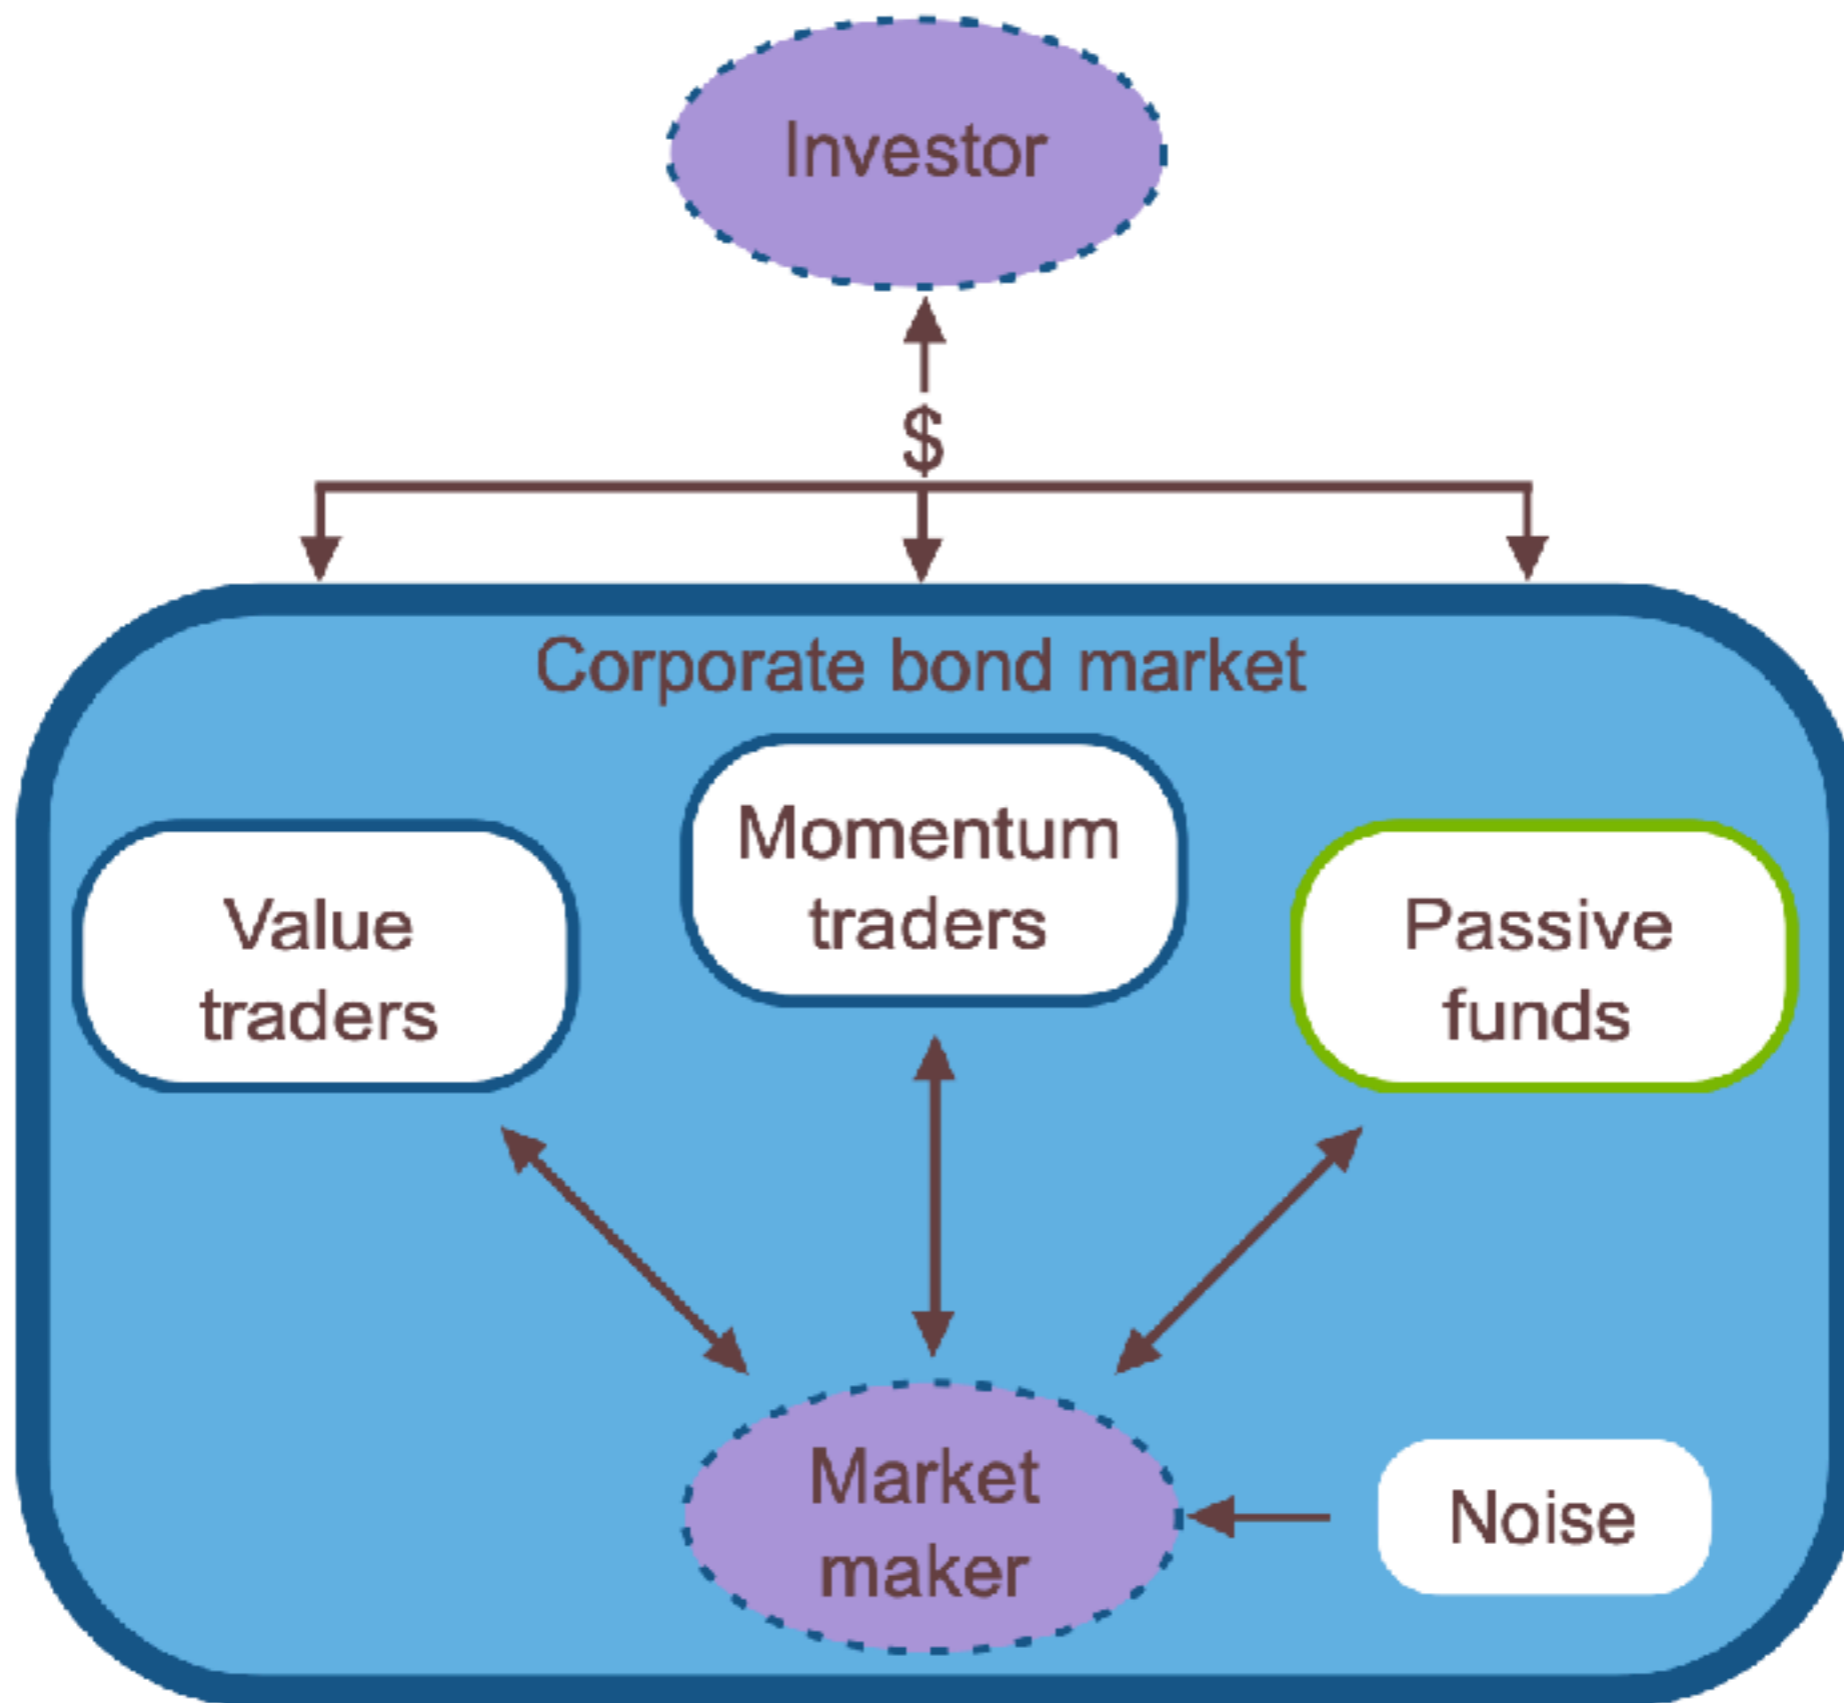 Investor
$
Corporate bond market
Value
traders
Momentum
traders
Passive
funds
Market
maker
Noise